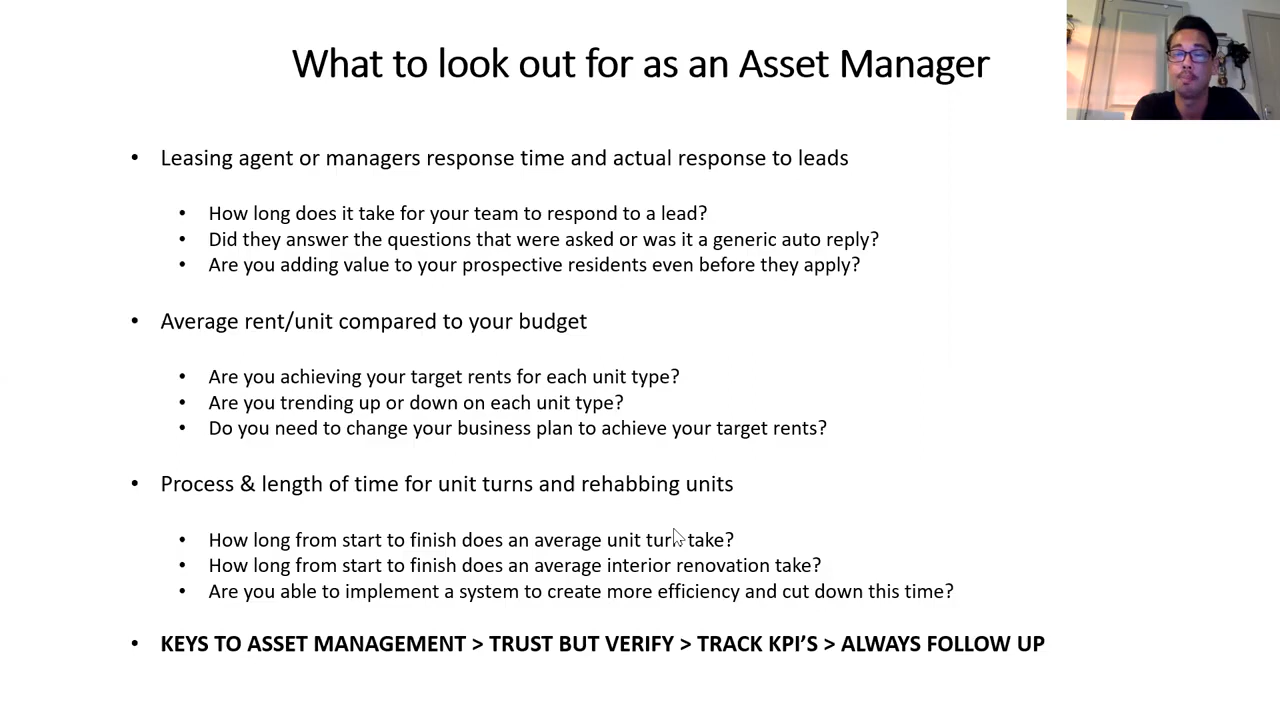 What to look out for as an Asset Manager
• Leasing agent or managers response time and actual response to leads
• How long does it take for your team to respond to a lead?
• Did they answer the questions that were asked or was it a generic auto reply?
• Are you adding value to your prospective residents even before they apply?
• Average rent/unit compared to your budget
• Are you achieving your target rents for each unit type?
• Are you trending up or down on each unit type?
• Do you need to change your business plan to achieve your target rents?
• Process & length of time for unit turns and rehabbing units
• How long from start to finish does an average unit turn take?
• How long from start to finish does an average interior renovation take?
• Are you able to implement a system to create more efficiency and cut down this time?
• KEYS TO ASSET MANAGEMENT > TRUST BUT VERIFY > TRACK KPI’S > ALWAYS FOLLOW UP